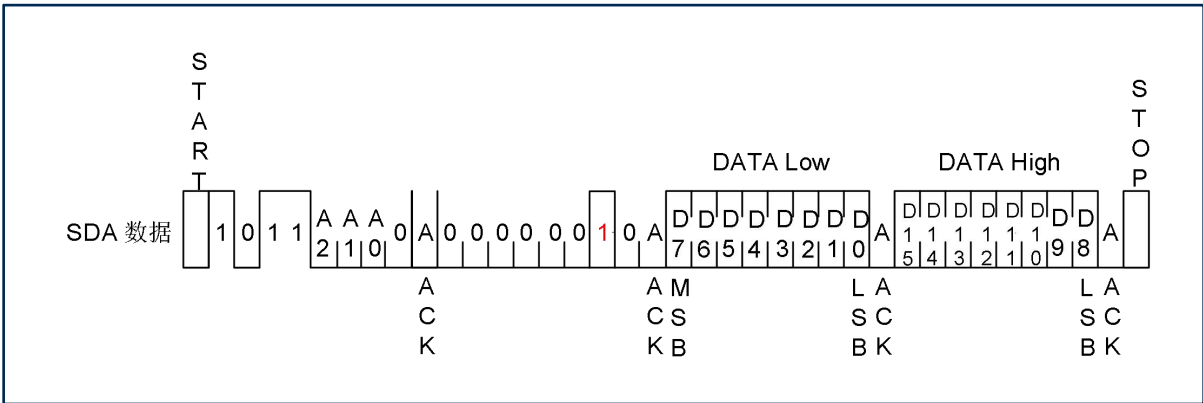 START
STOP
DATA Low
DATA High
SDA 数据
1 0 1 1 A2 A1 A0 0 A 0 0 0 0 0 0 1 0 A D7 D6 D5 D4 D3 D2 D1 D0 A D15 D14 D13 D12 D11 D10 D9 D8 A
ACK
ACK
MSB
LSB
ACK
LSB
ACK